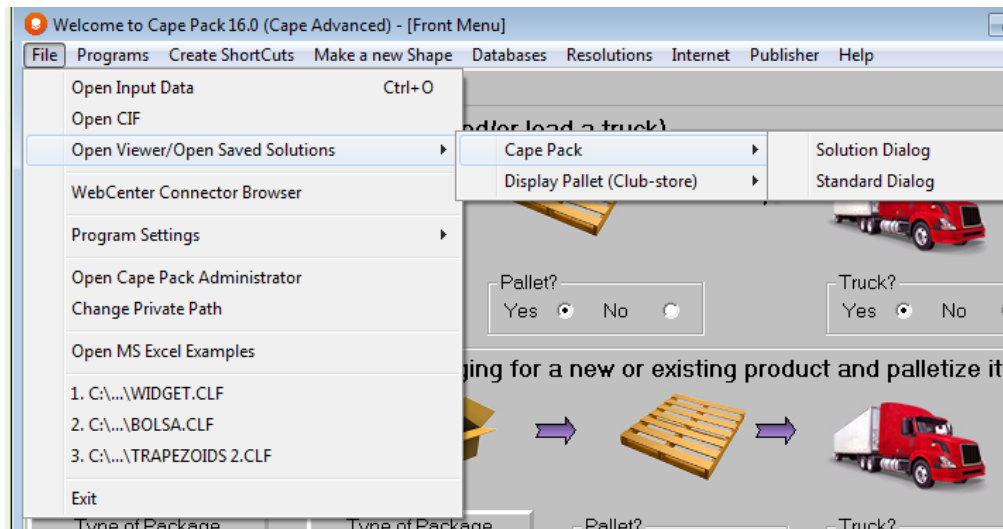 Welcome to Cape Pack 16.0 (Cape Advanced) - [Front Menu]
File Programs Create ShortCuts Make a new Shape Databases Resolutions Internet Publisher Help
Open Input Data Ctrl+O
Open CIF
Open Viewer/Open Saved Solutions
WebCenter Connector Browser
Program Settings
Open Cape Pack Administrator
Change Private Path
Open MS Excel Examples
1. C:\...\WIDGET.CLF
2. C:\...\BOLSA.CLF
3. C:\...\TRAPEZOIDS 2.CLF
Exit
Cape Pack
Display Pallet (Club-store)
Solution Dialog
Standard Dialog
nd/or load a truck)
Pallet?
Yes No
Truck?
Yes No
ging for a new or existing product and palletize it
Type of Package
Type of Package
Pallet?
Truck?